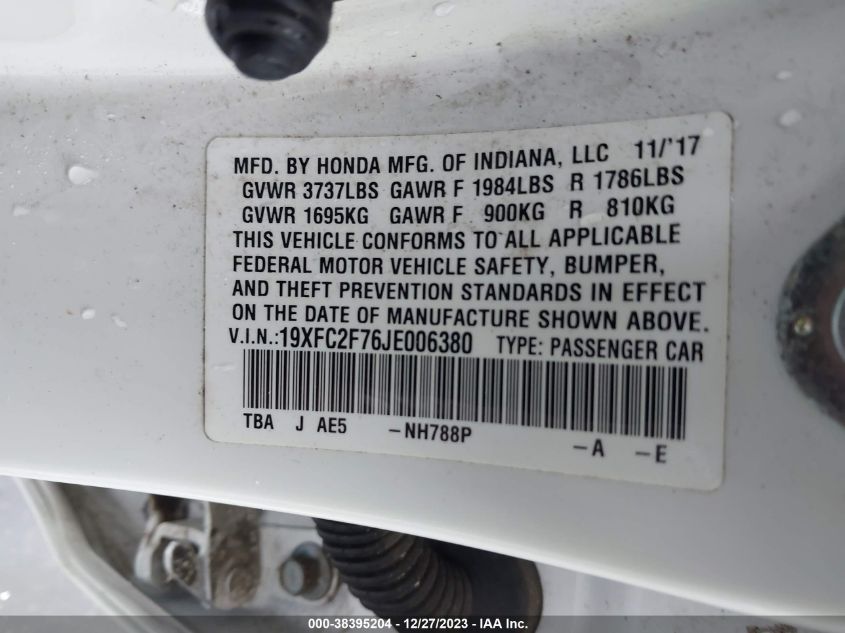 MFD. BY HONDA MFG. OF INDIANA, LLC 11/'17
GVWR 3737LBS GAWR F 1984LBS R 1786LBS
GVWR 1695KG GAWR F 900KG R 810KG
THIS VEHICLE CONFORMS TO ALL APPLICABLE
FEDERAL MOTOR VEHICLE SAFETY, BUMPER,
AND THEFT PREVENTION STANDARDS IN EFFECT
ON THE DATE OF MANUFACTURE SHOWN ABOVE.
V.I.N.:19XFC2F76JE006380 TYPE: PASSENGER CAR
TBA J AE5 -NH788P -A -E
000-38395204 - 12/27/2023 - IAA Inc.